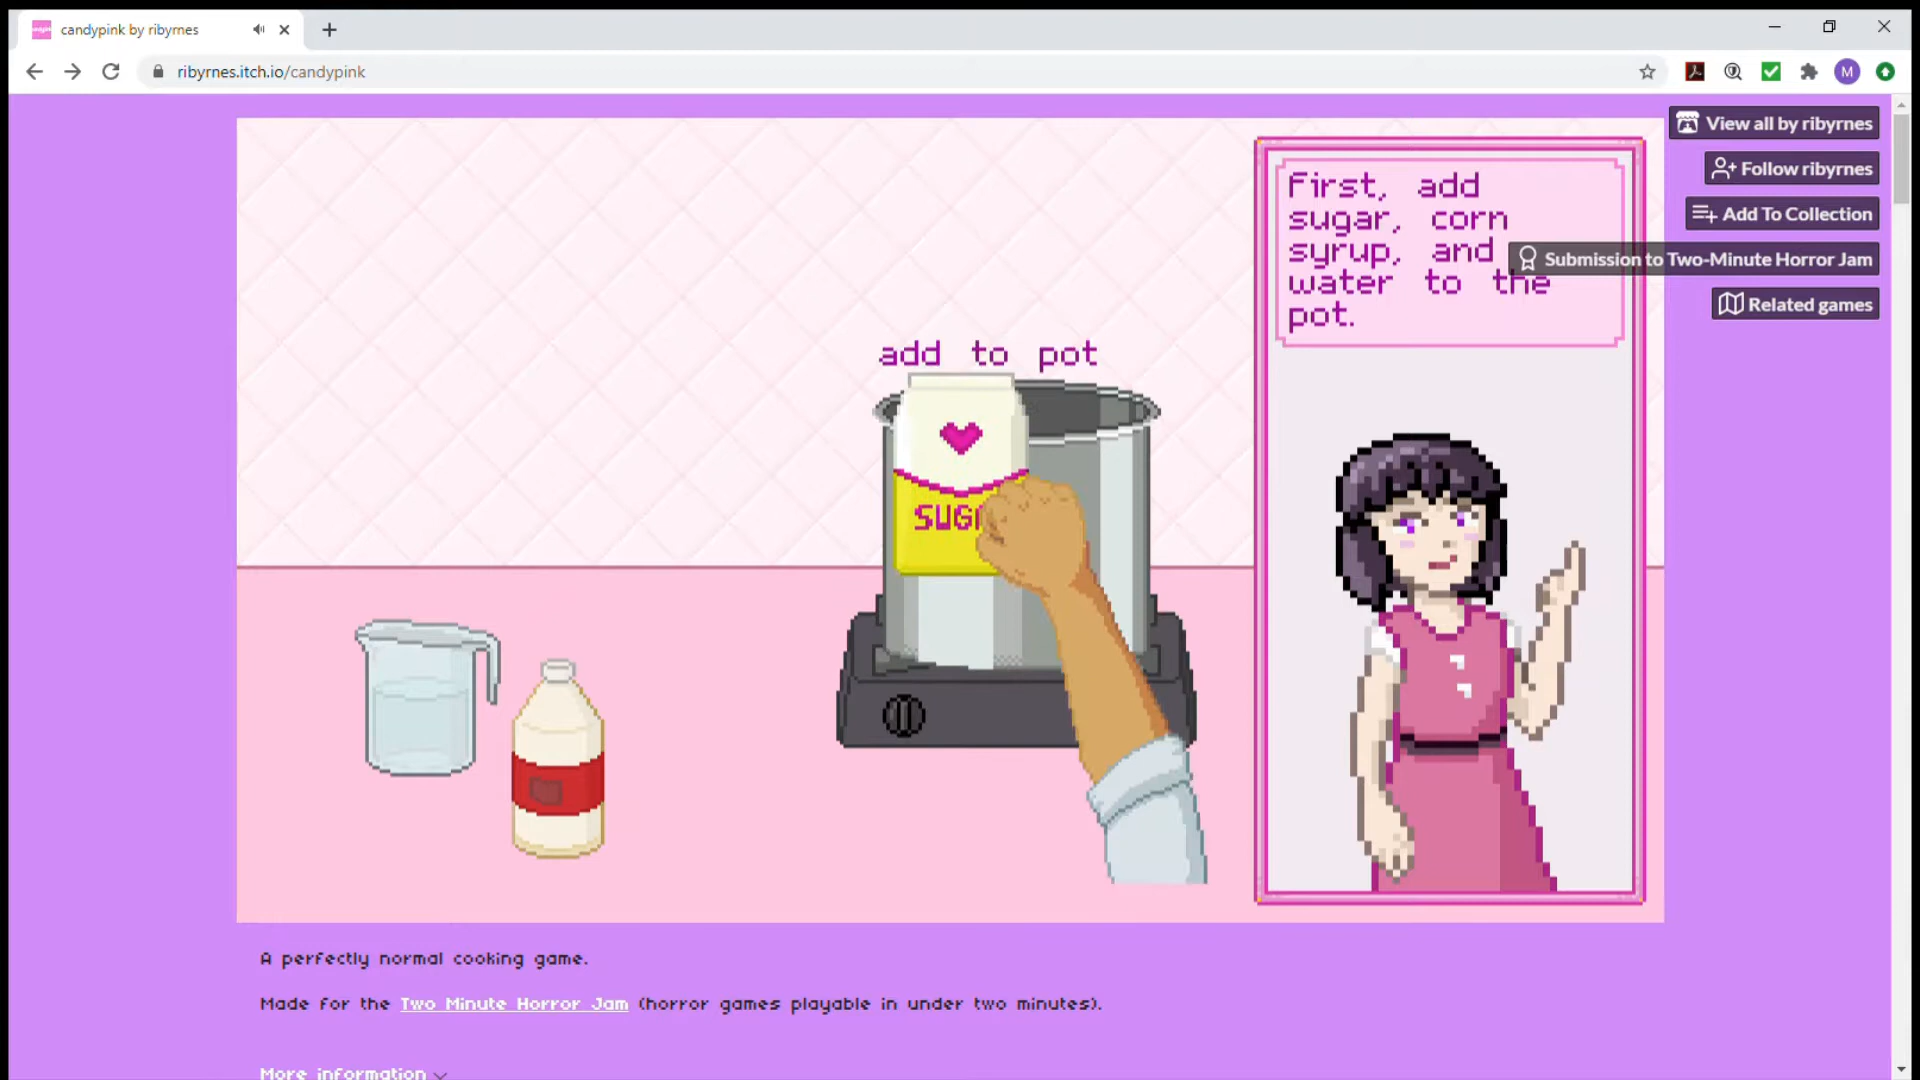 candypink by ribyrnes
ribyrnes.itch.io/candypink
M
View all by ribyrnes
Follow ribyrnes
Add To Collection
Submission to Two-Minute Horror Jam
Related games
First, add
sugar, corn
syrup, and
water to the
pot.
add to pot
A perfectly normal cooking game.
Made for the Two Minute Horror Jam (horror games playable in under two minutes).
More information